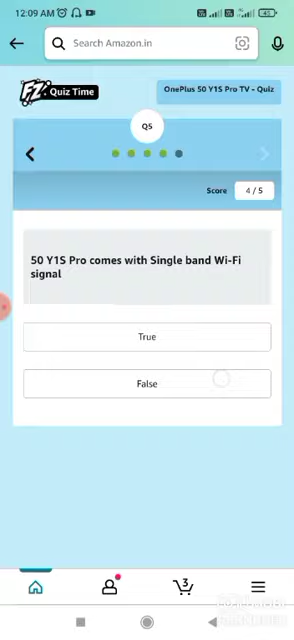 12:09 AM
Search Amazon.in
FZ. Quiz Time
OnePlus 50 Y1S Pro TV - Quiz
Q5
Score
4 / 5
50 Y1S Pro comes with Single band Wi-Fi
signal
True
False
3